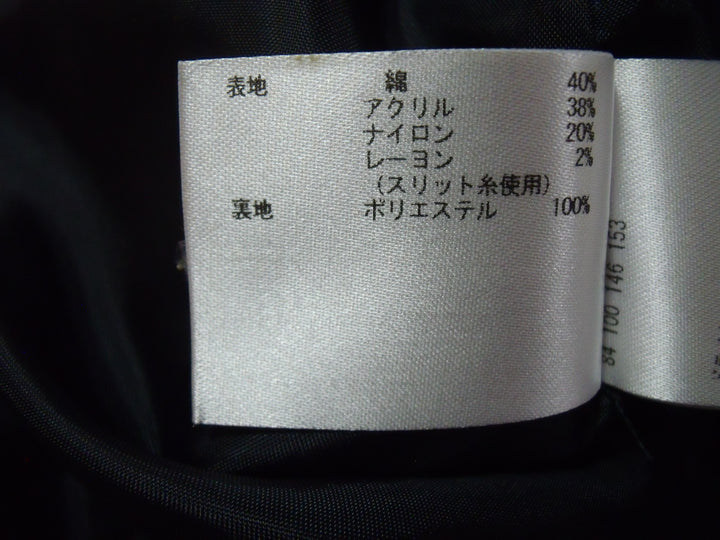 表地 綿 40%
アクリル 38%
ナイロン 20%
レーヨン 2%
(スリット糸使用)
裏地 ポリエステル 100%
84 100 146 153